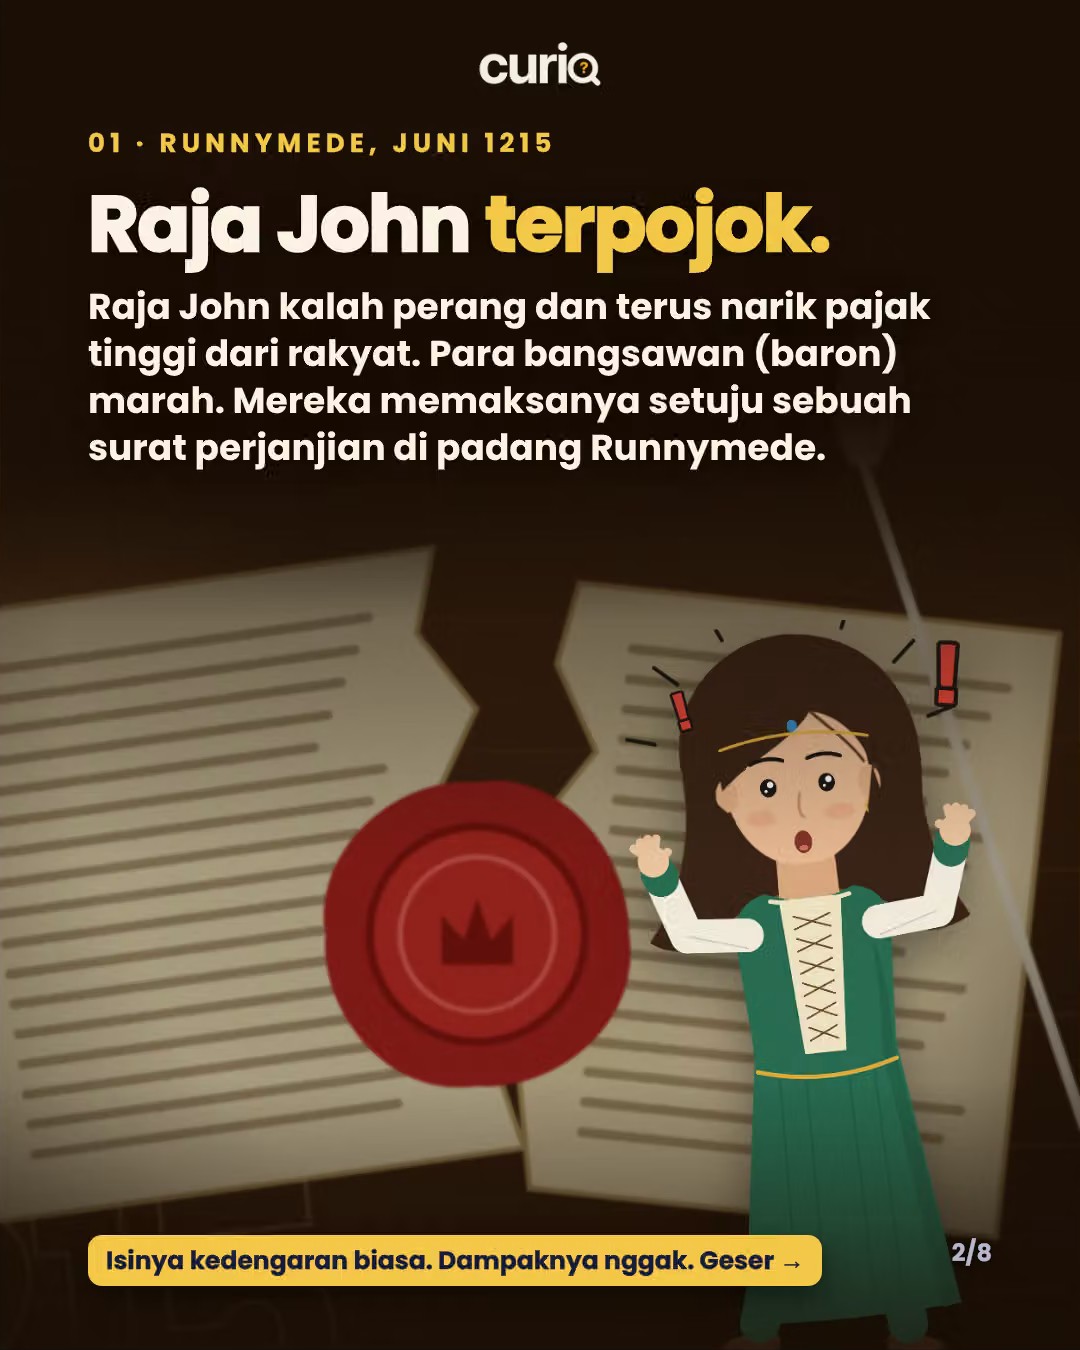 curiq
01 · RUNNYMEDE, JUNI 1215
Raja John terpojok.
Raja John kalah perang dan terus narik pajak
tinggi dari rakyat. Para bangsawan (baron)
marah. Mereka memaksanya setuju sebuah
surat perjanjian di padang Runnymede.
Isinya kedengaran biasa. Dampaknya nggak. Geser →
2/8